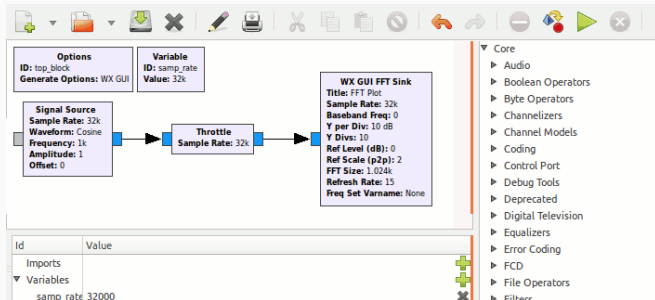 Options
ID: top_block
Generate Options: WX GUI
Variable
ID: samp_rate
Value: 32k
Signal Source
Sample Rate: 32k
Waveform: Cosine
Frequency: 1k
Amplitude: 1
Offset: 0
Throttle
Sample Rate: 32k
WX GUI FFT Sink
Title: FFT Plot
Sample Rate: 32k
Baseband Freq: 0
Y per Div: 10 dB
Y Divs: 10
Ref Level (dB): 0
Ref Scale (p2p): 2
FFT Size: 1.024k
Refresh Rate: 15
Freq Set Varname: None
Core
Audio
Boolean Operators
Byte Operators
Channelizers
Channel Models
Coding
Control Port
Debug Tools
Deprecated
Digital Television
Equalizers
Error Coding
FCD
File Operators
Filters
Id Value
Imports
Variables
samp_rate 32000